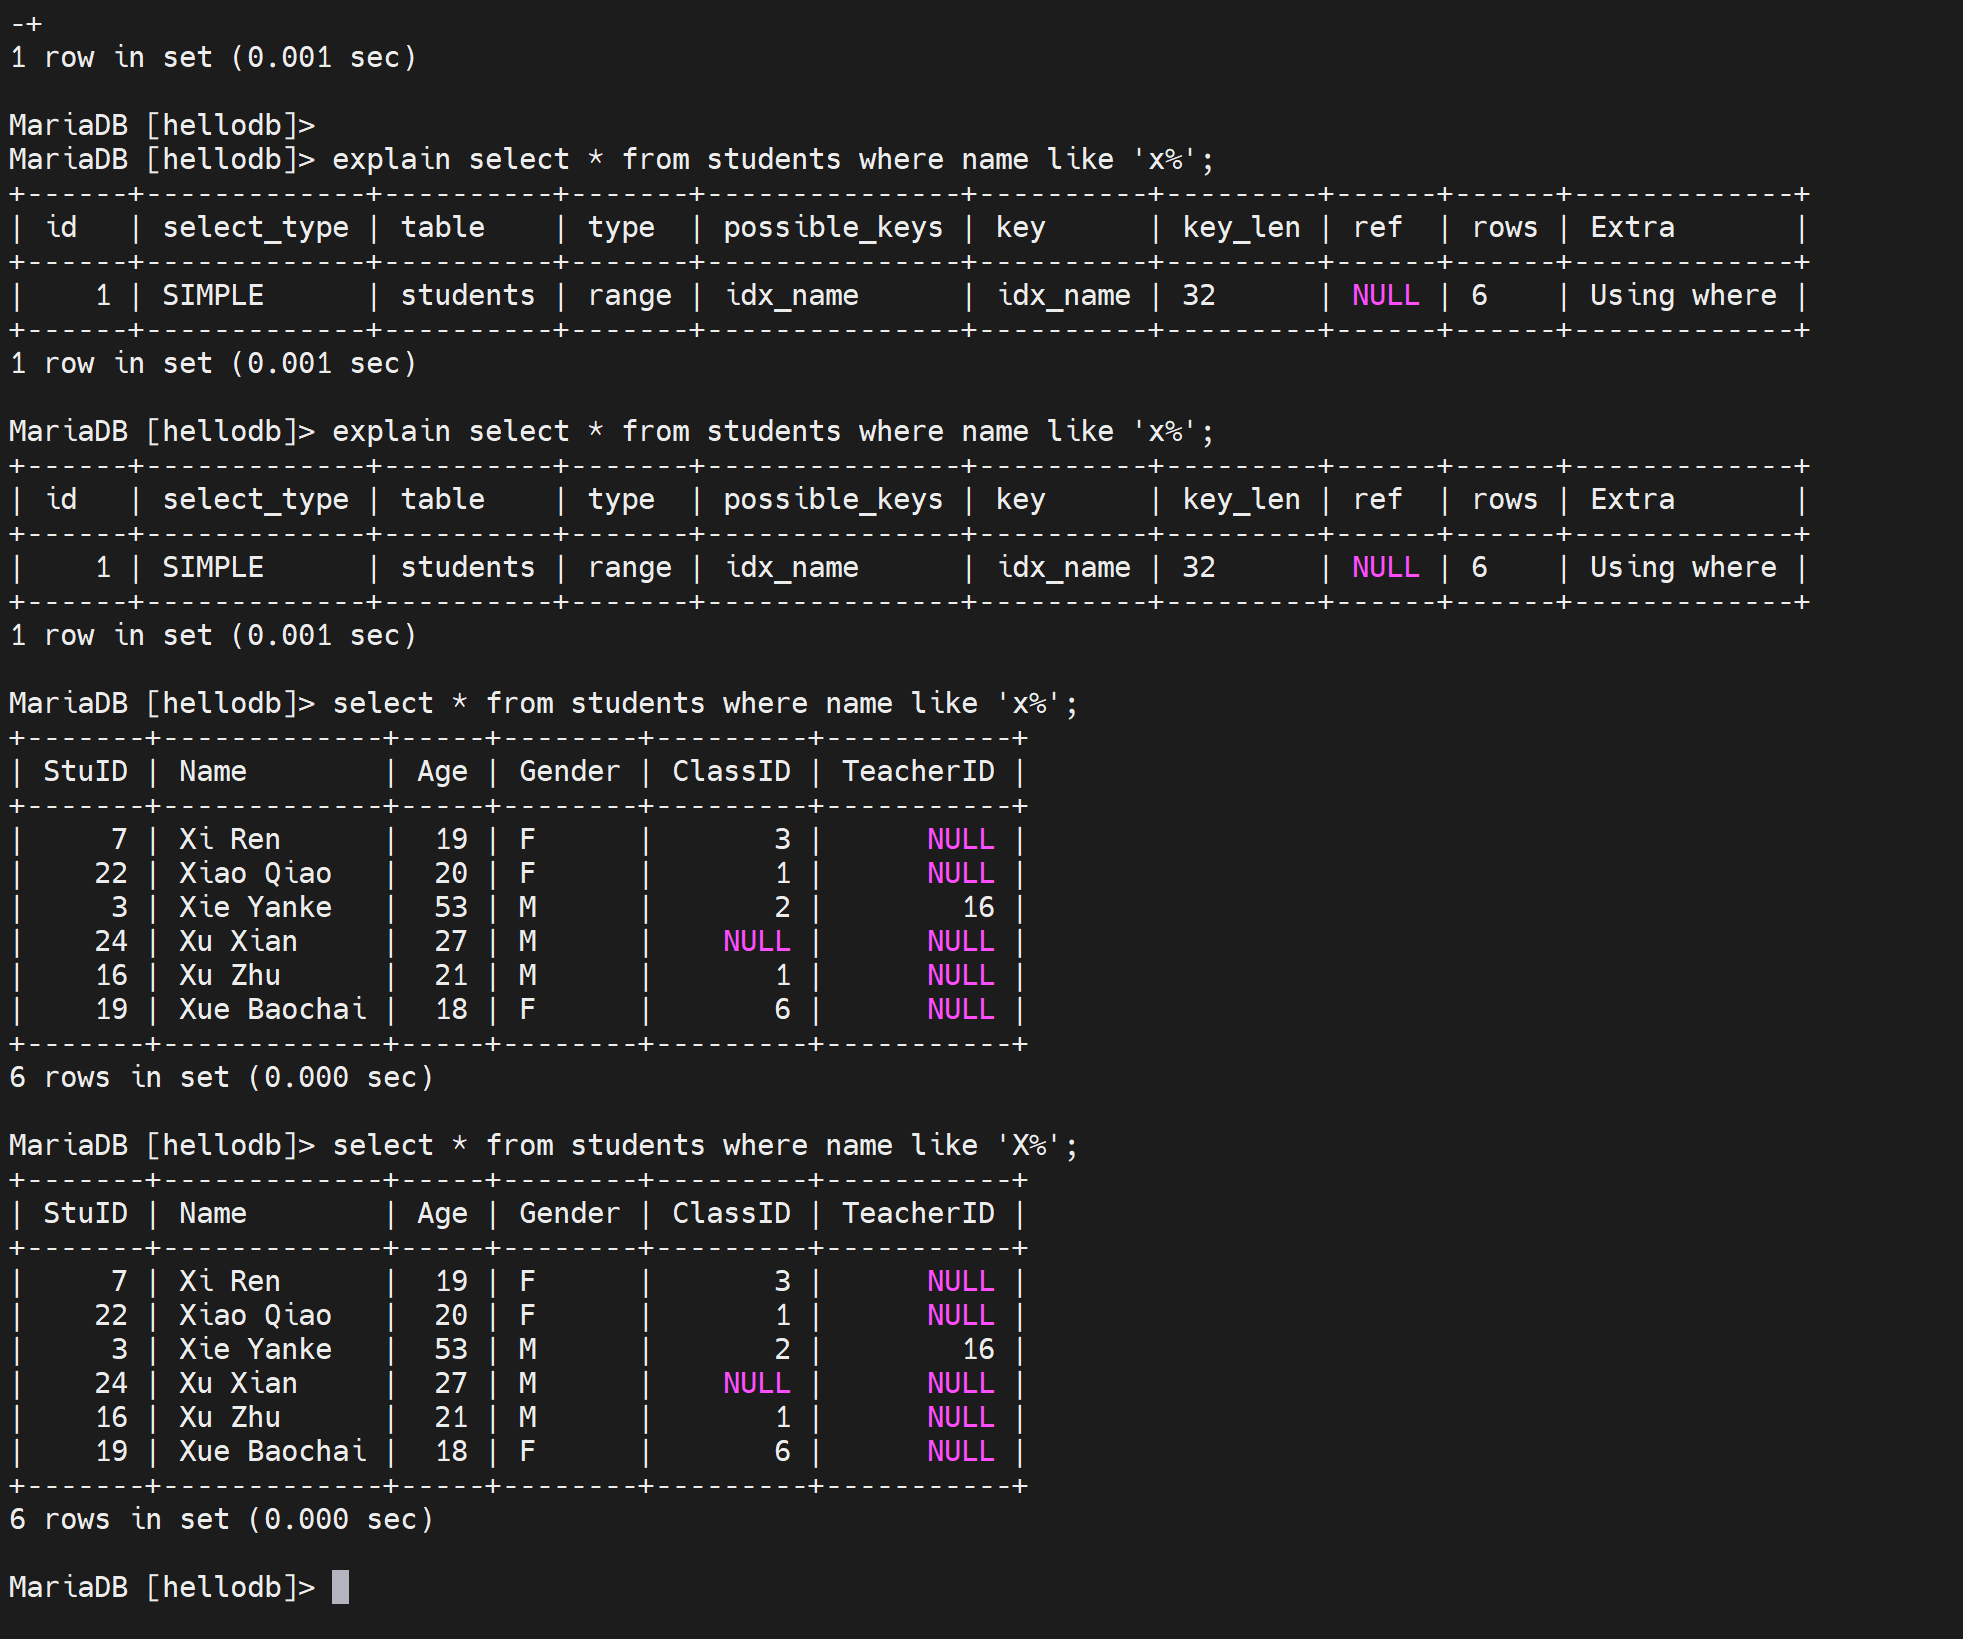 -+
1 row in set (0.001 sec)
MariaDB [hellodb]>
MariaDB [hellodb]> explain select * from students where name like 'x%';
+------+-------------+----------+-------+---------------+----------+---------+------+------+-------------+
| id   | select_type | table    | type  | possible_keys | key      | key_len | ref  | rows | Extra       |
+------+-------------+----------+-------+---------------+----------+---------+------+------+-------------+
|    1 | SIMPLE      | students | range | idx_name      | idx_name | 32      | NULL | 6    | Using where |
+------+-------------+----------+-------+---------------+----------+---------+------+------+-------------+
1 row in set (0.001 sec)
MariaDB [hellodb]> explain select * from students where name like 'x%';
+------+-------------+----------+-------+---------------+----------+---------+------+------+-------------+
| id   | select_type | table    | type  | possible_keys | key      | key_len | ref  | rows | Extra       |
+------+-------------+----------+-------+---------------+----------+---------+------+------+-------------+
|    1 | SIMPLE      | students | range | idx_name      | idx_name | 32      | NULL | 6    | Using where |
+------+-------------+----------+-------+---------------+----------+---------+------+------+-------------+
1 row in set (0.001 sec)
MariaDB [hellodb]> select * from students where name like 'x%';
+-------+-------------+-----+--------+---------+-----------+
| StuID | Name        | Age | Gender | ClassID | TeacherID |
+-------+-------------+-----+--------+---------+-----------+
|     7 | Xi Ren      |  19 | F      |       3 |      NULL |
|    22 | Xiao Qiao   |  20 | F      |       1 |      NULL |
|     3 | Xie Yanke   |  53 | M      |       2 |        16 |
|    24 | Xu Xian     |  27 | M      |    NULL |      NULL |
|    16 | Xu Zhu      |  21 | M      |       1 |      NULL |
|    19 | Xue Baochai |  18 | F      |       6 |      NULL |
+-------+-------------+-----+--------+---------+-----------+
6 rows in set (0.000 sec)
MariaDB [hellodb]> select * from students where name like 'X%';
+-------+-------------+-----+--------+---------+-----------+
| StuID | Name        | Age | Gender | ClassID | TeacherID |
+-------+-------------+-----+--------+---------+-----------+
|     7 | Xi Ren      |  19 | F      |       3 |      NULL |
|    22 | Xiao Qiao   |  20 | F      |       1 |      NULL |
|     3 | Xie Yanke   |  53 | M      |       2 |        16 |
|    24 | Xu Xian     |  27 | M      |    NULL |      NULL |
|    16 | Xu Zhu      |  21 | M      |       1 |      NULL |
|    19 | Xue Baochai |  18 | F      |       6 |      NULL |
+-------+-------------+-----+--------+---------+-----------+
6 rows in set (0.000 sec)
MariaDB [hellodb]>